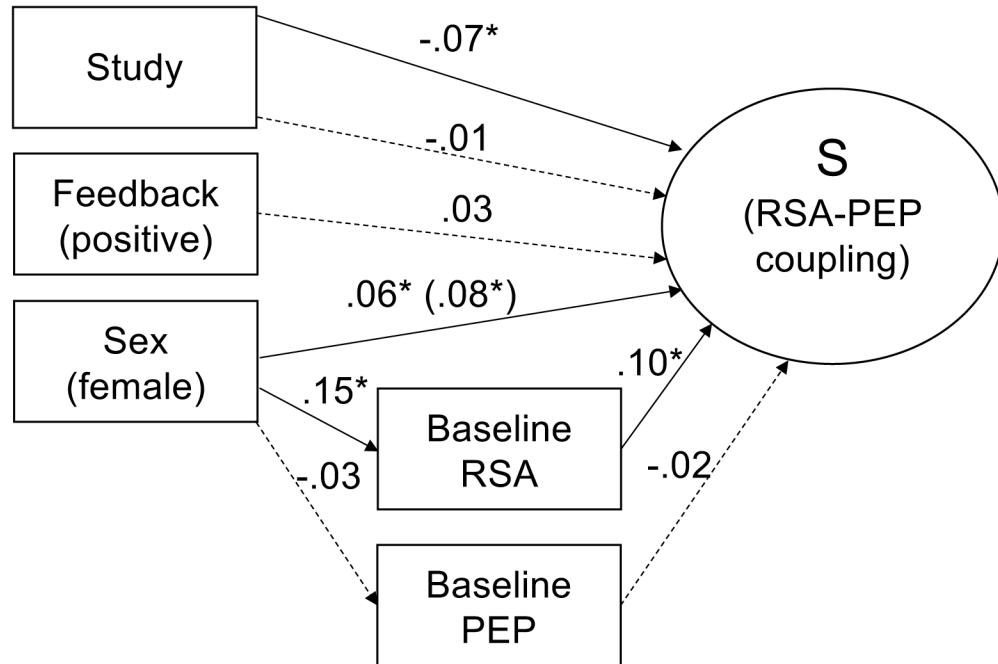 Study
-.07*
-.01
Feedback
(positive)
.03
S
(RSA-PEP
coupling)
Sex
(female)
.06* (.08*)
.15*
.10*
Baseline
RSA
-.03
-.02
Baseline
PEP